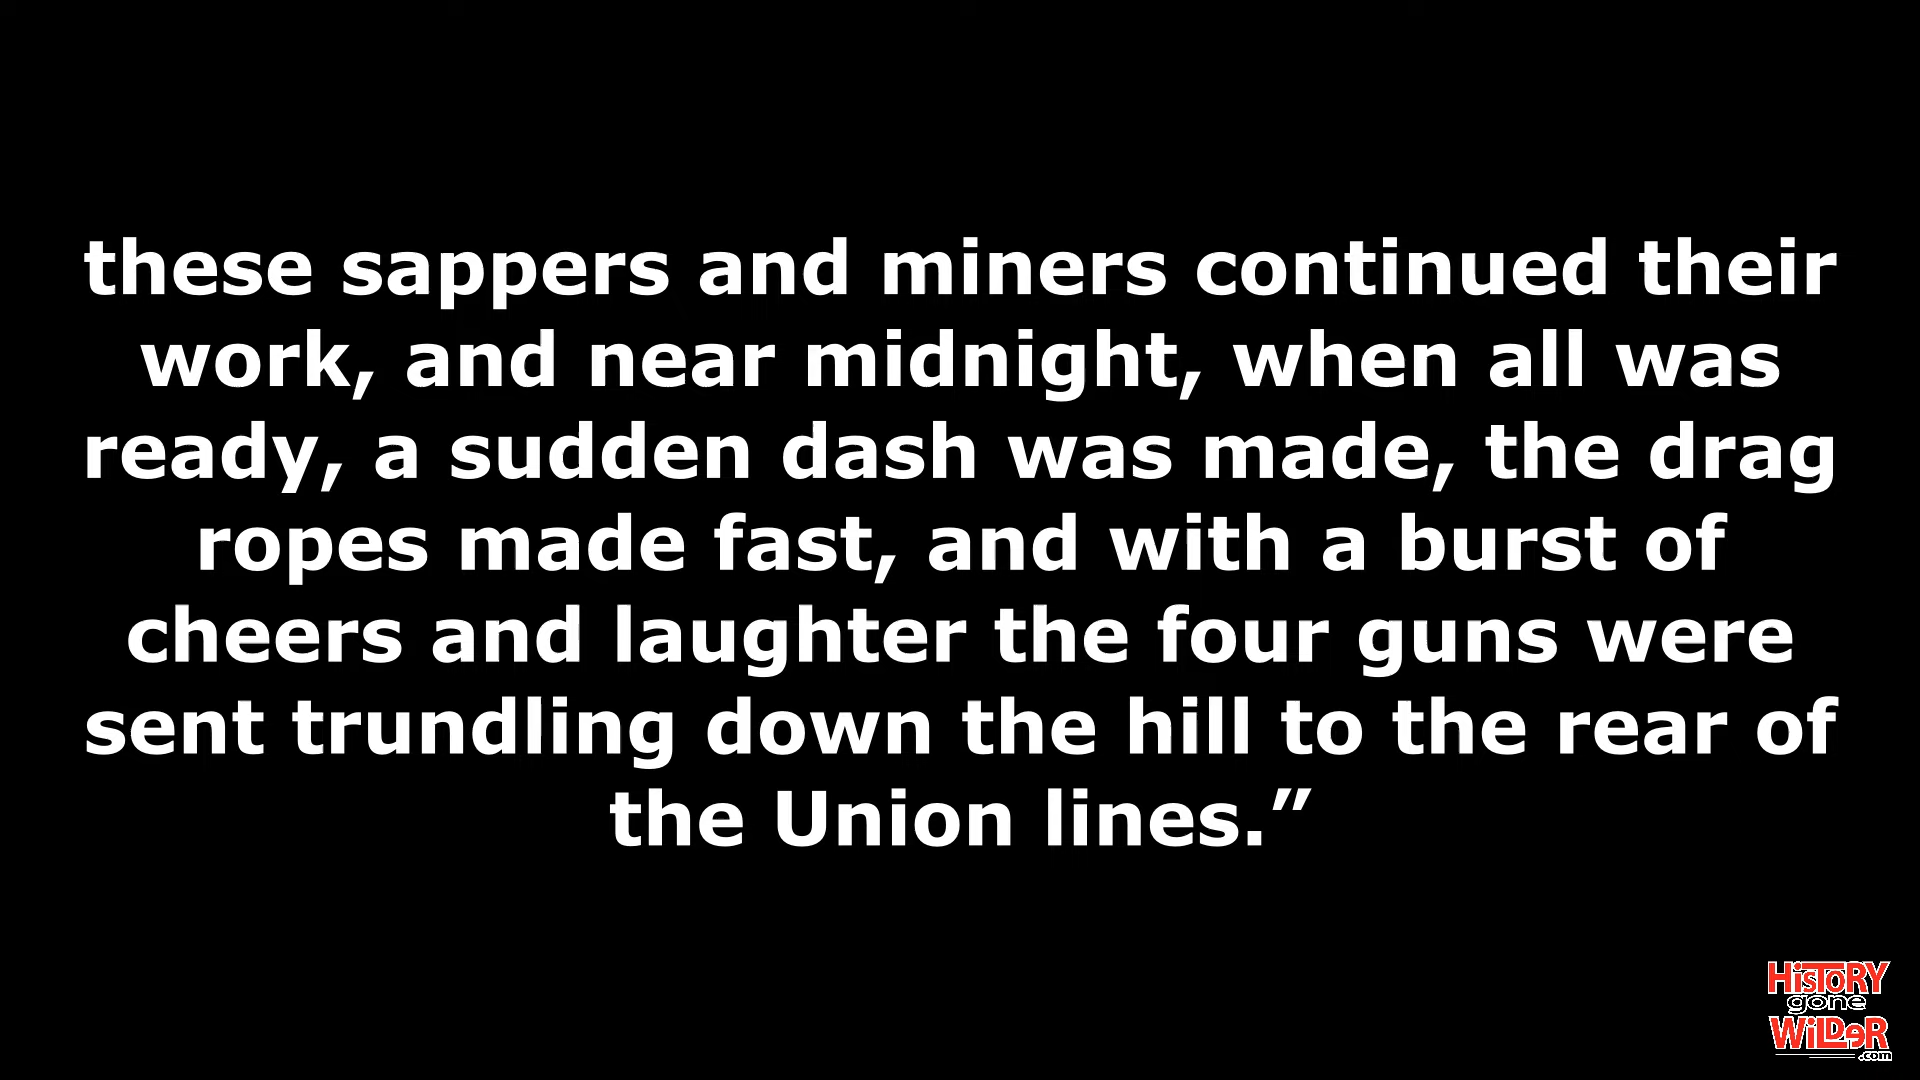 these sappers and miners continued their
work, and near midnight, when all was
ready, a sudden dash was made, the drag
ropes made fast, and with a burst of
cheers and laughter the four guns were
sent trundling down the hill to the rear of
the Union lines.”
HiSTORY
gone
WiLDeR
.com